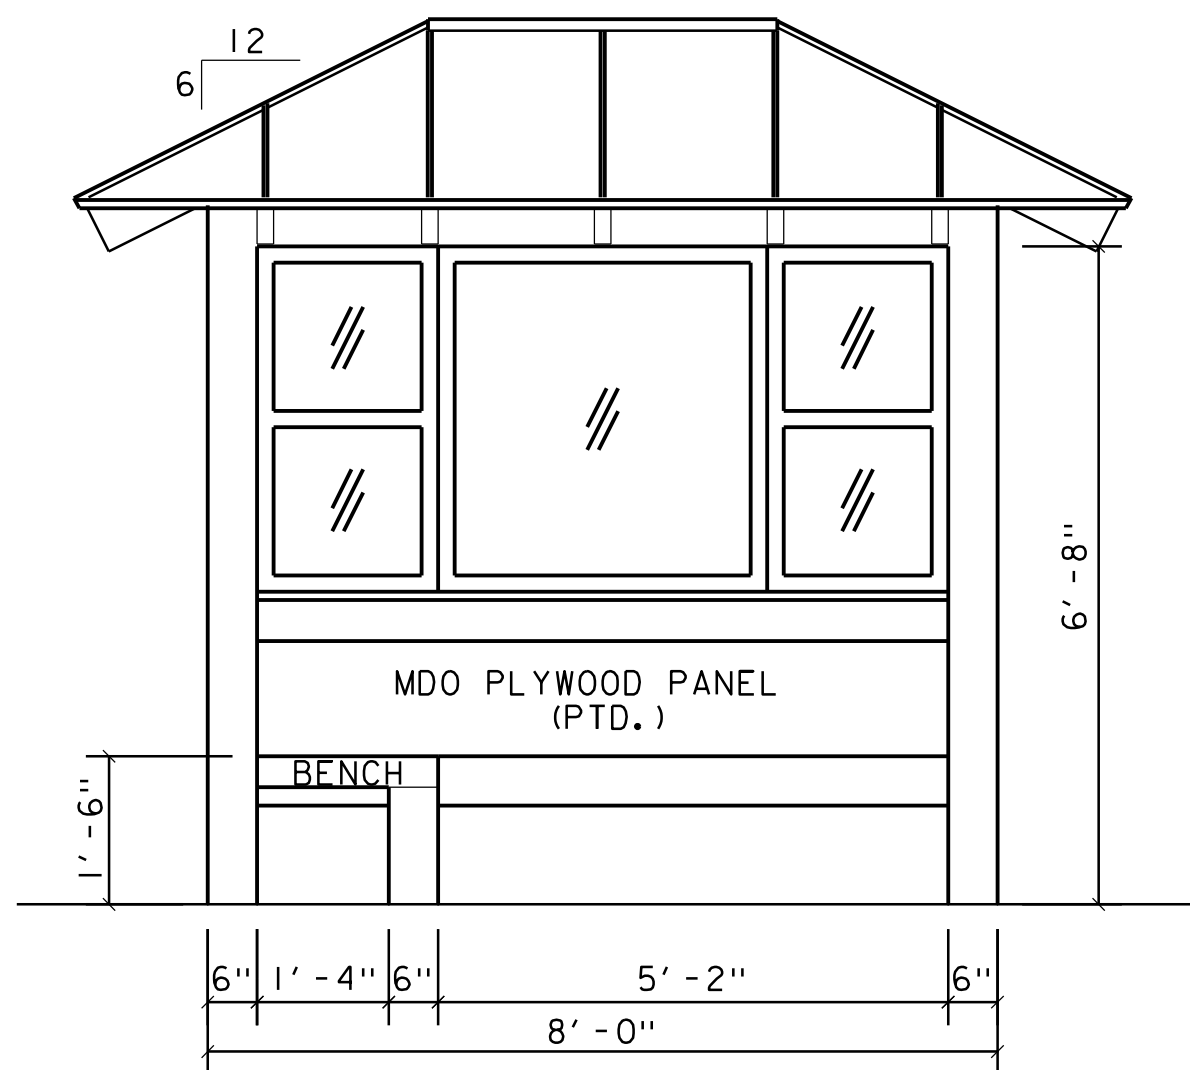 12
6
6'-8"
MDO PLYWOOD PANEL
(PTD.)
BENCH
1'-6"
6" 1'-4" 6" 5'-2" 6"
8'-0"